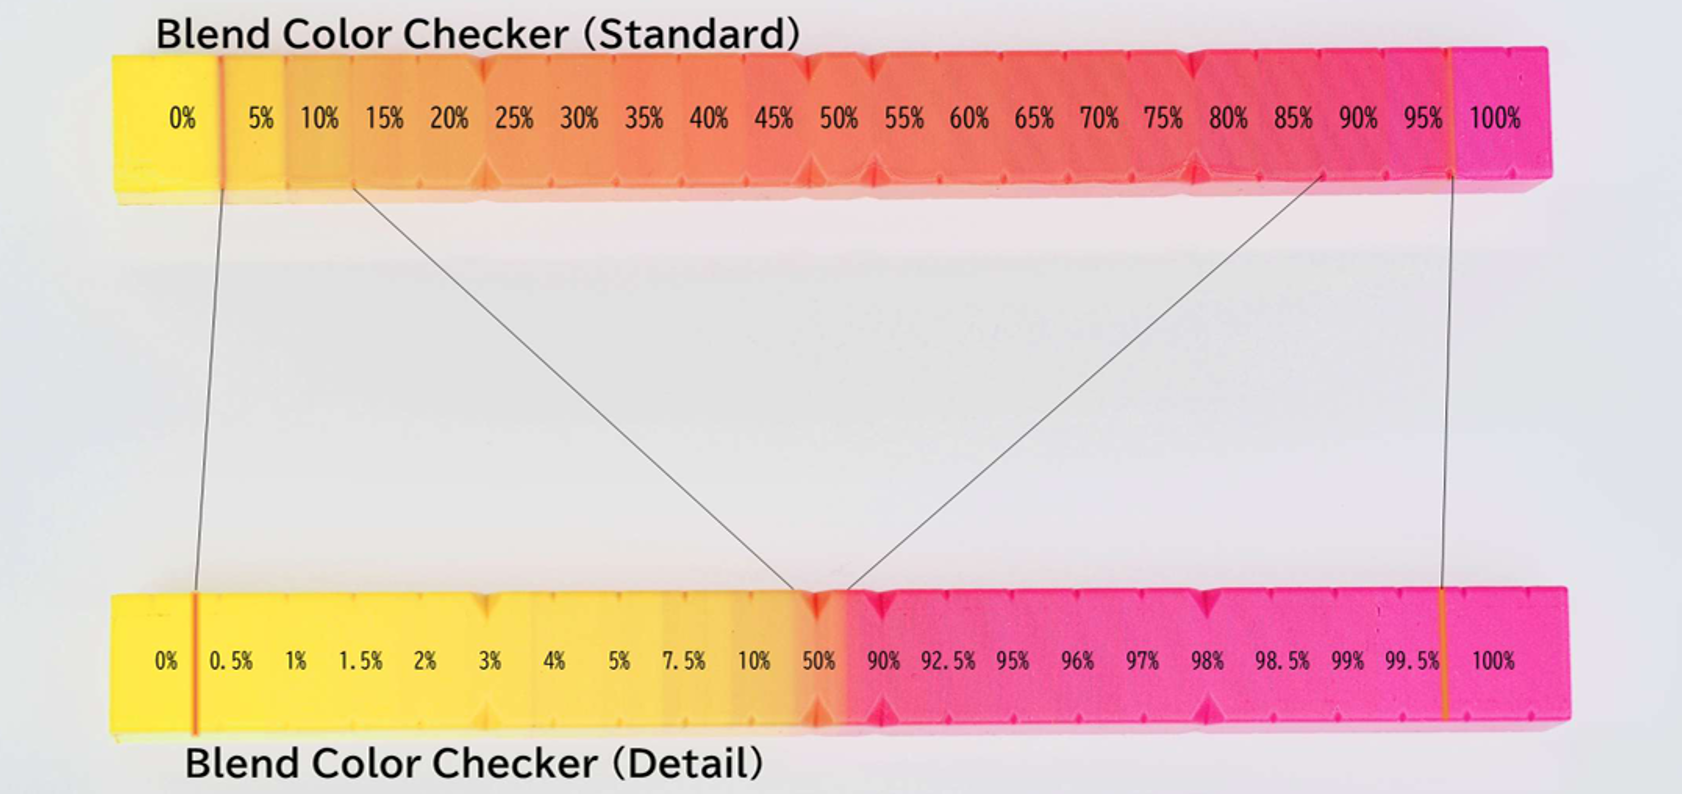 Blend Color Checker (Standard)
0% 5% 10% 15% 20% 25% 30% 35% 40% 45% 50% 55% 60% 65% 70% 75% 80% 85% 90% 95% 100%
0% 0.5% 1% 1.5% 2% 3% 4% 5% 7.5% 10% 50% 90% 92.5% 95% 96% 97% 98% 98.5% 99% 99.5% 100%
Blend Color Checker (Detail)